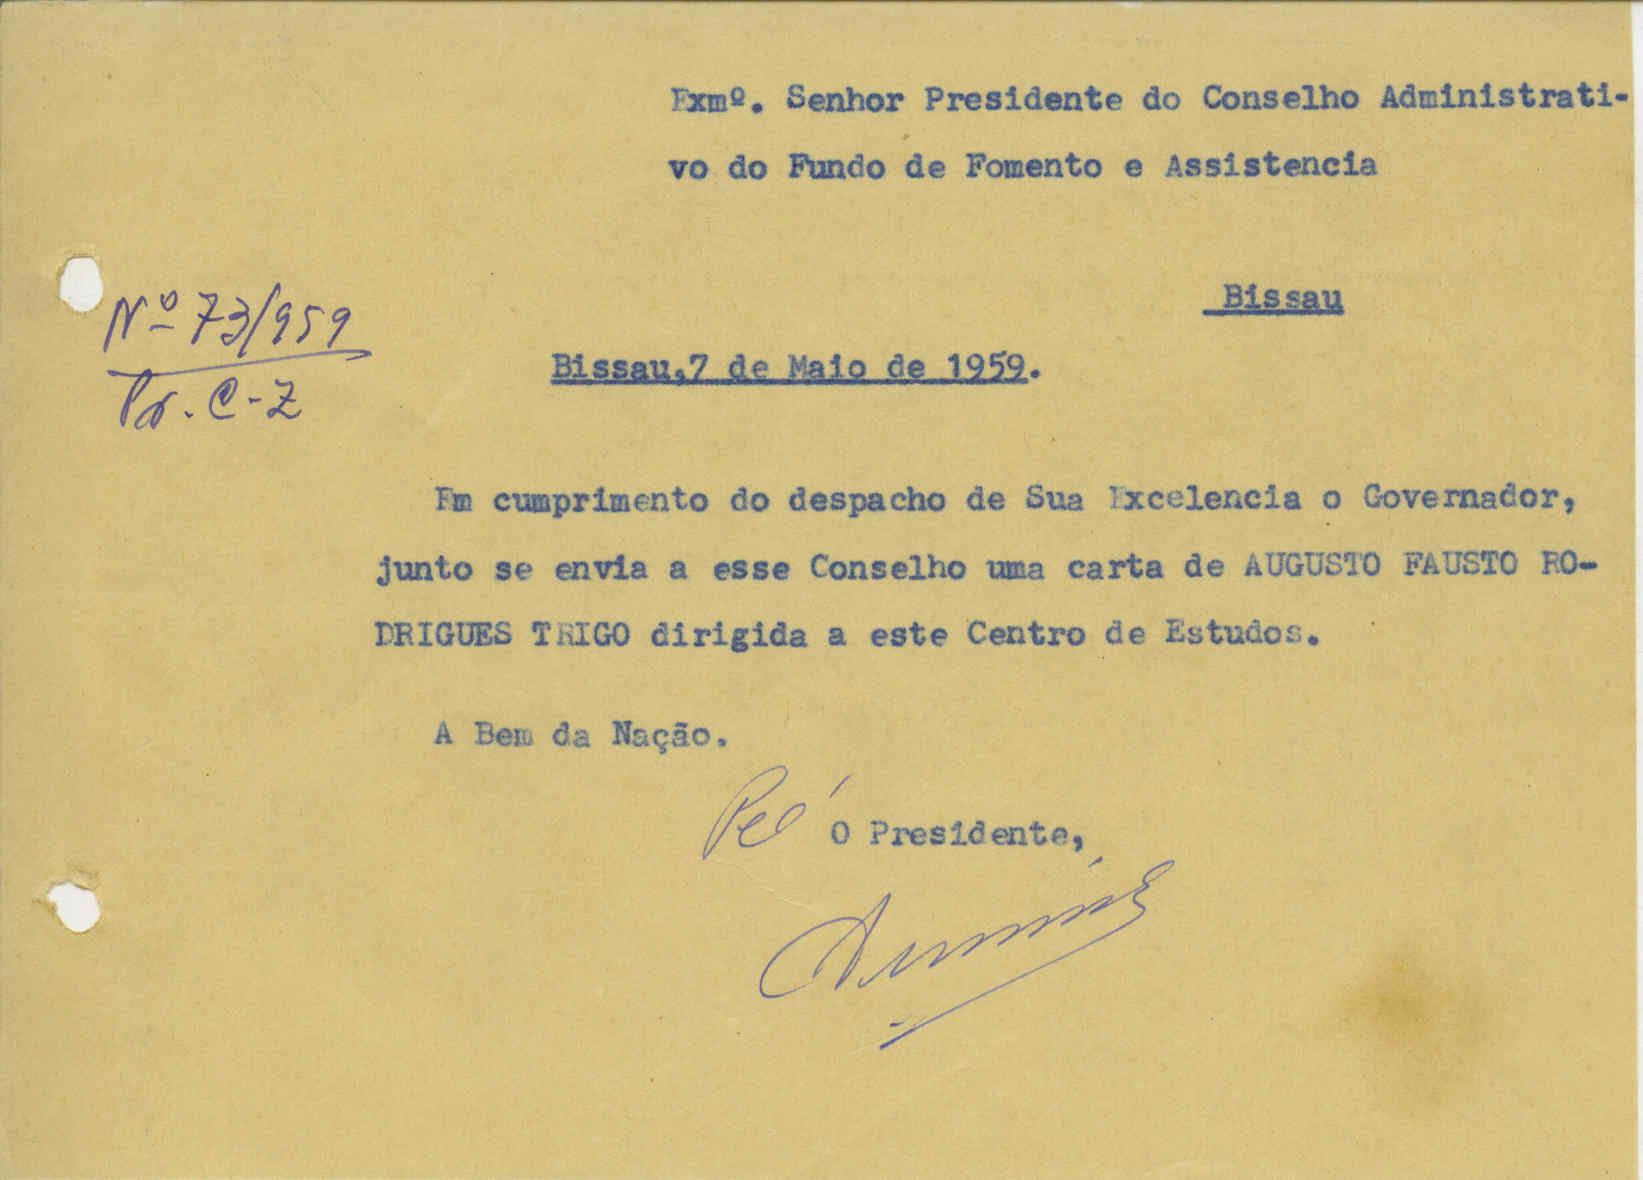 Exmº. Senhor Presidente do Conselho Administrati-
vo do Fundo de Fomento e Assistencia
Bissau
Nº 73/959
Pr. C-Z
Bissau,7 de Maio de 1959.
Em cumprimento do despacho de Sua Excelencia o Governador,
junto se envia a esse Conselho uma carta de AUGUSTO FAUSTO RO-
DRIGUES TRIGO dirigida a este Centro de Estudos.
A Bem da Nação.
Pel' O Presidente,